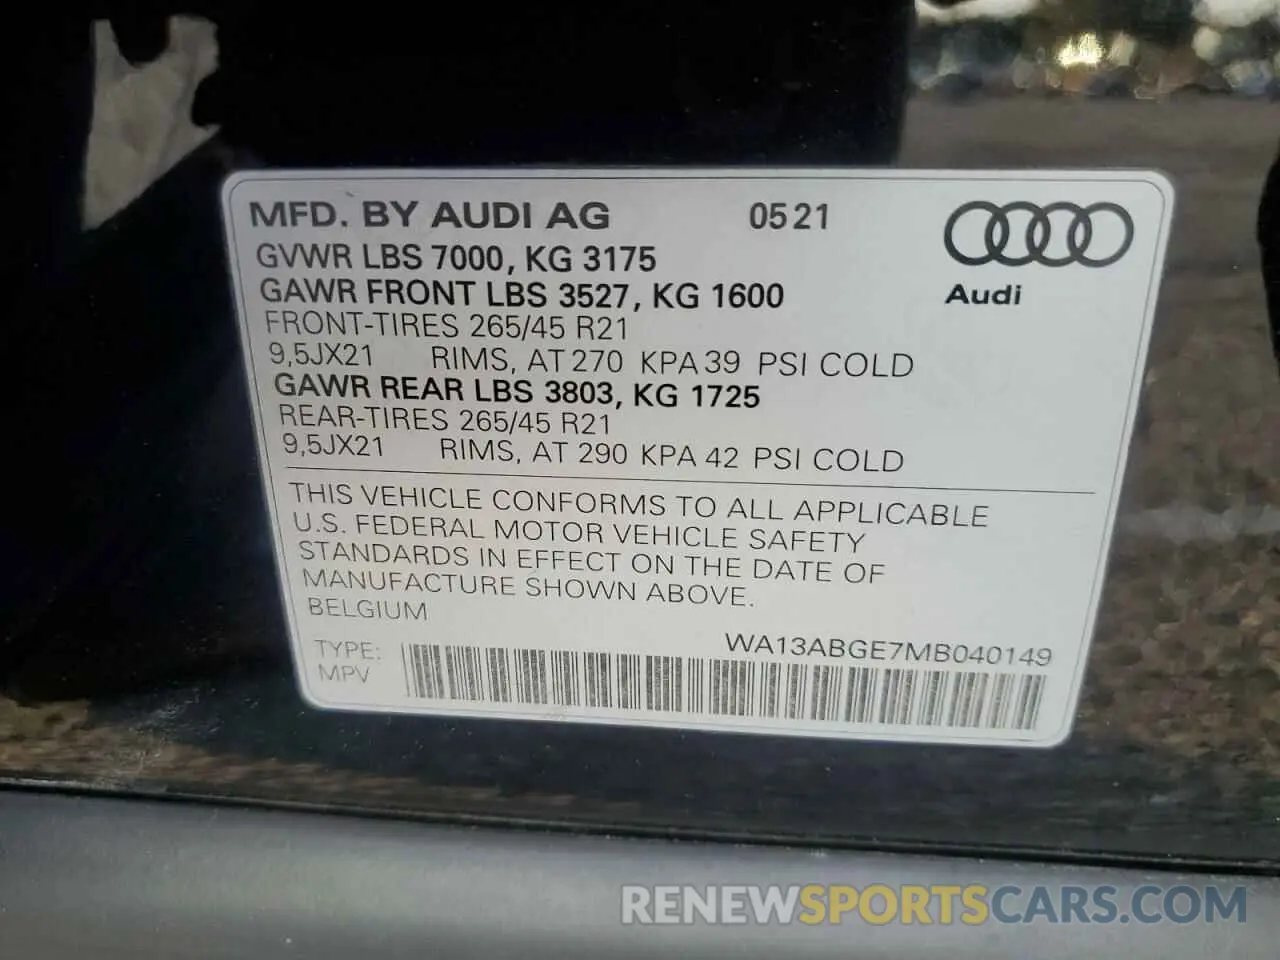 MFD. BY AUDI AG 0521
GVWR LBS 7000, KG 3175
GAWR FRONT LBS 3527, KG 1600
Audi
FRONT-TIRES 265/45 R21
9,5JX21 RIMS, AT 270 KPA 39 PSI COLD
GAWR REAR LBS 3803, KG 1725
REAR-TIRES 265/45 R21
9,5JX21 RIMS, AT 290 KPA 42 PSI COLD
THIS VEHICLE CONFORMS TO ALL APPLICABLE
U.S. FEDERAL MOTOR VEHICLE SAFETY
STANDARDS IN EFFECT ON THE DATE OF
MANUFACTURE SHOWN ABOVE.
BELGIUM
WA13ABGE7MB040149
TYPE:
MPV
RENEWSPORTSCARS.COM